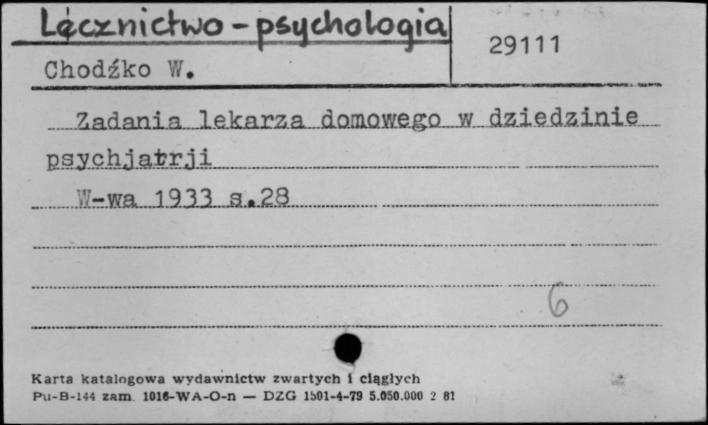 Lecznictwo - psychologia
29111
Chodźko W.
Zadania lekarza domowego w dziedzinie
psychjatrji
W-wa 1933 s.28
6
Karta katalogowa wydawnictw zwartych i ciągłych
Pu-B-144 zam. 1016-WA-O-n — DZG 1501-4-79 5.050.000 2 81